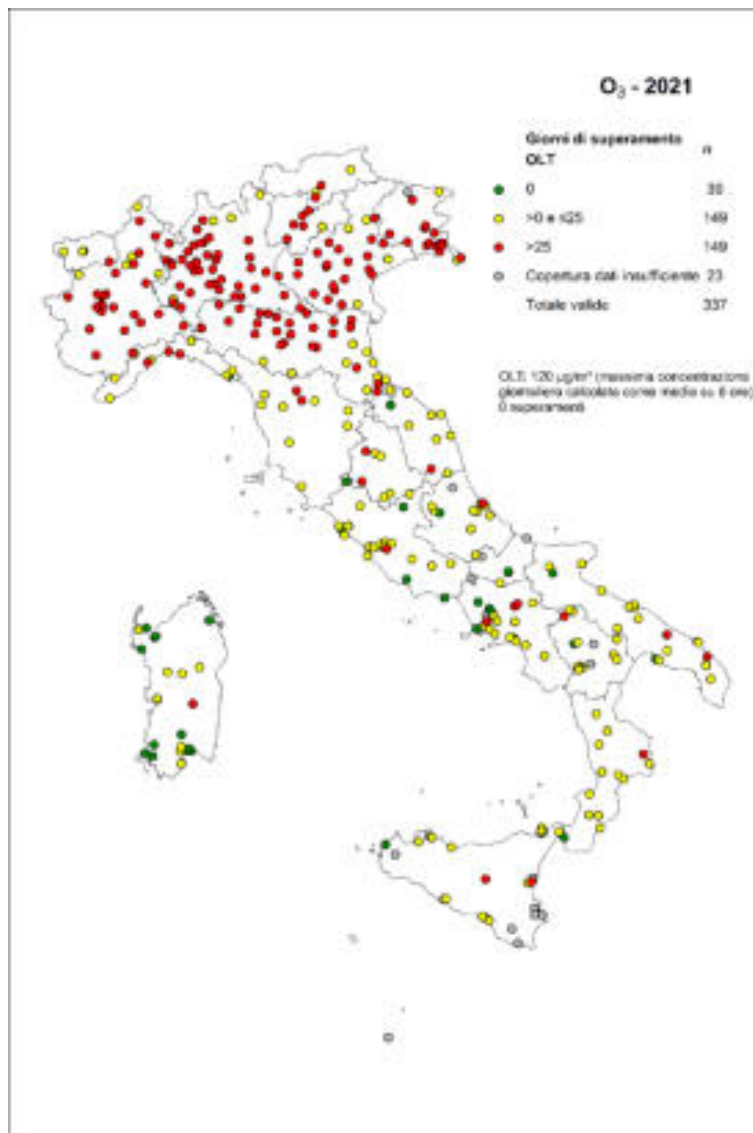 O₃ - 2021
Giorni di superamento
OLT n
0
>0 e ≤25 149
>25 149
Copertura dati insufficiente 23
Totale valide 337
OLT: 120 µg/m³ (massima concentrazione
giornaliera calcolata come media su 8 ore)
0 superamenti